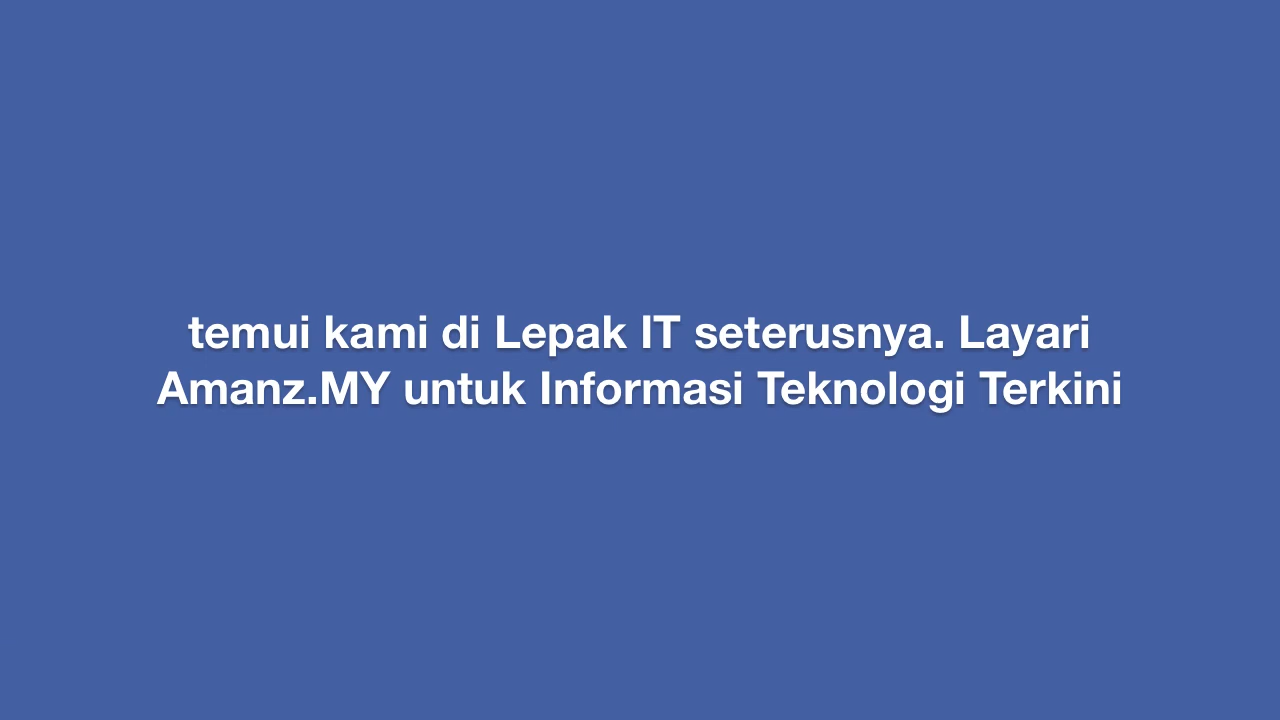 temui kami di Lepak IT seterusnya. Layari
Amanz.MY untuk Informasi Teknologi Terkini